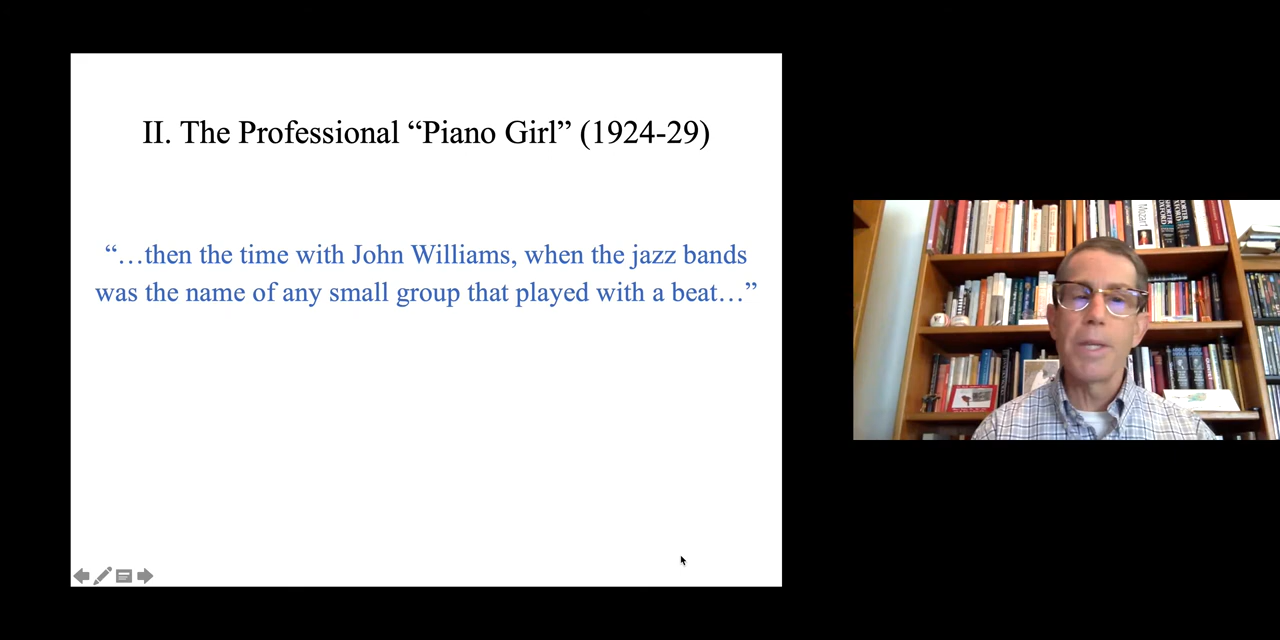 II. The Professional “Piano Girl” (1924-29)
“…then the time with John Williams, when the jazz bands
was the name of any small group that played with a beat…”
Mozart